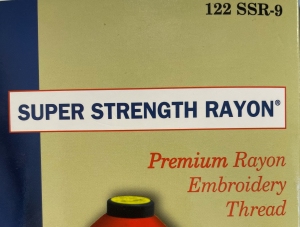 122 SSR-9
SUPER STRENGTH RAYON®
Premium Rayon
Embroidery
Thread